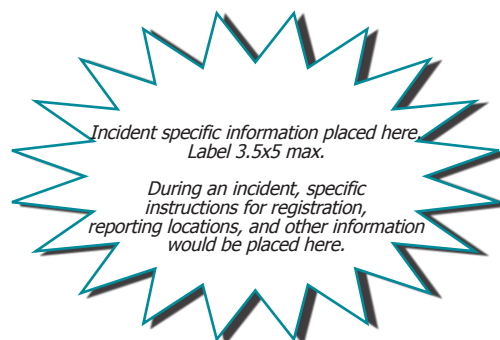 Incident specific information placed here.
Label 3.5x5 max.
During an incident, specific
instructions for registration,
reporting locations, and other information
would be placed here.